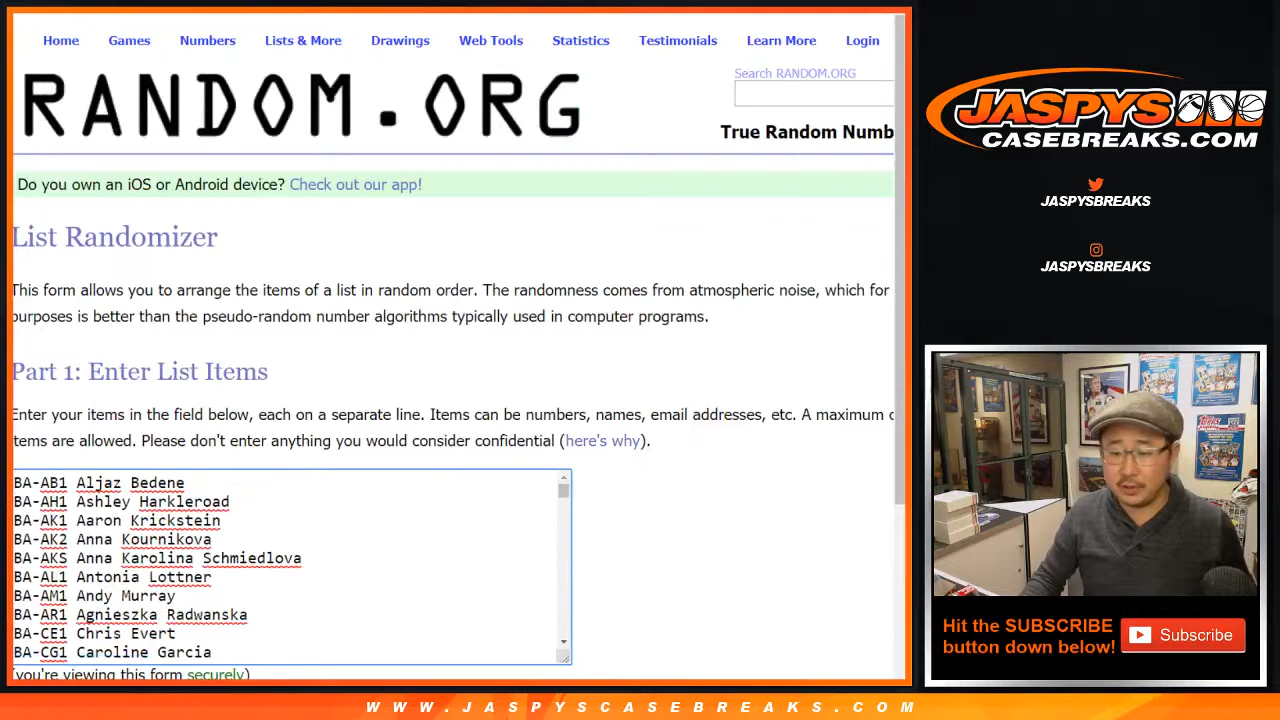 Home Games Numbers Lists & More Drawings Web Tools Statistics Testimonials Learn More Login
RANDOM.ORG
Search RANDOM.ORG
True Random Numb
Do you own an iOS or Android device? Check out our app!
List Randomizer
This form allows you to arrange the items of a list in random order. The randomness comes from atmospheric noise, which for
purposes is better than the pseudo-random number algorithms typically used in computer programs.
Part 1: Enter List Items
Enter your items in the field below, each on a separate line. Items can be numbers, names, email addresses, etc. A maximum o
items are allowed. Please don't enter anything you would consider confidential (here's why).
BA-AB1 Aljaz Bedene
BA-AH1 Ashley Harkleroad
BA-AK1 Aaron Krickstein
BA-AK2 Anna Kournikova
BA-AKS Anna Karolina Schmiedlova
BA-AL1 Antonia Lottner
BA-AM1 Andy Murray
BA-AR1 Agnieszka Radwanska
BA-CE1 Chris Evert
BA-CG1 Caroline Garcia
(you're viewing this form securely)
JASPYS
CASEBREAKS.COM
JASPYSBREAKS
JASPYSBREAKS
Hit the SUBSCRIBE
button down below!
Subscribe
WWW.JASPYSCASEBREAKS.COM